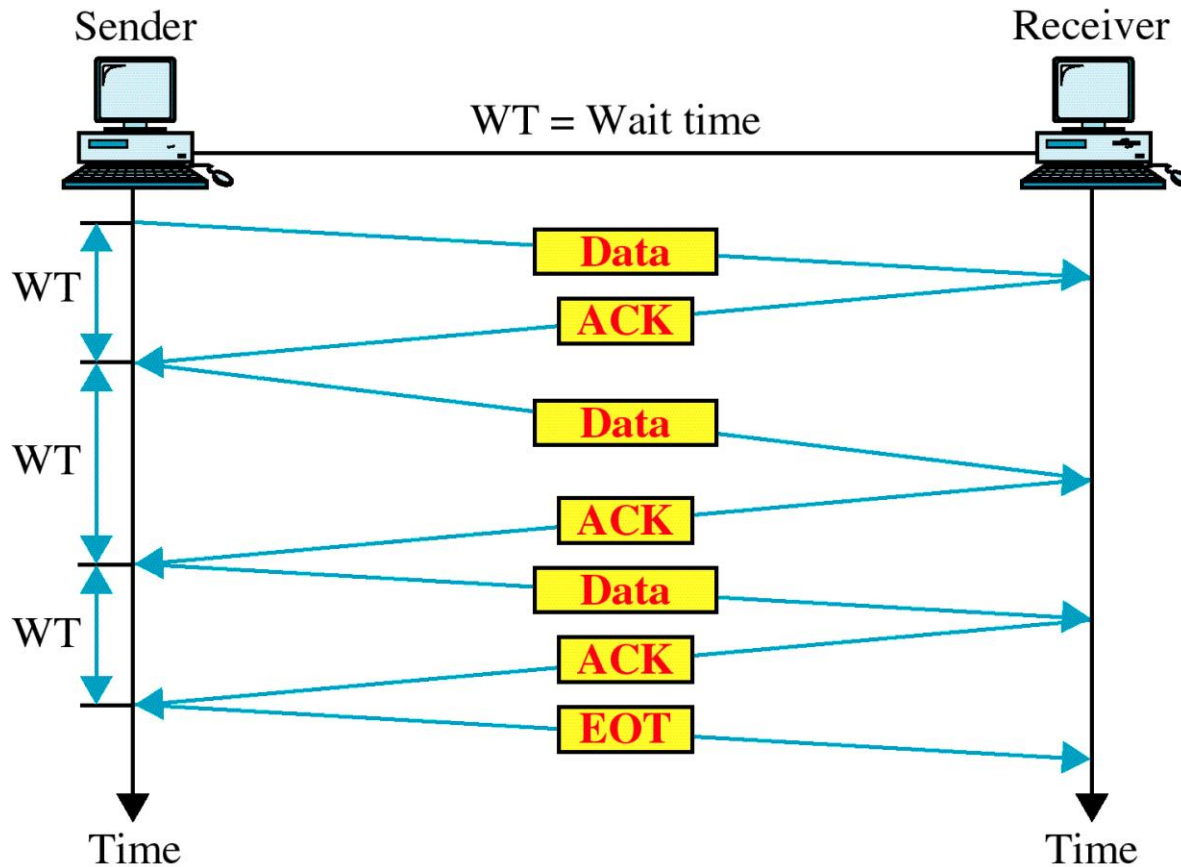 Sender
Receiver
WT = Wait time
Data
WT
ACK
Data
WT
ACK
Data
WT
ACK
EOT
Time
Time